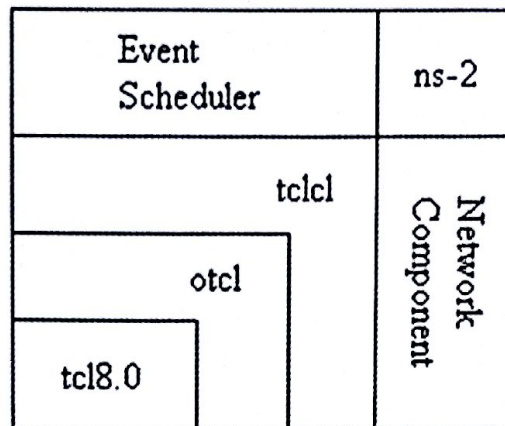 Event
Scheduler
ns-2
tclcl
Network
Component
otcl
tcl8.0